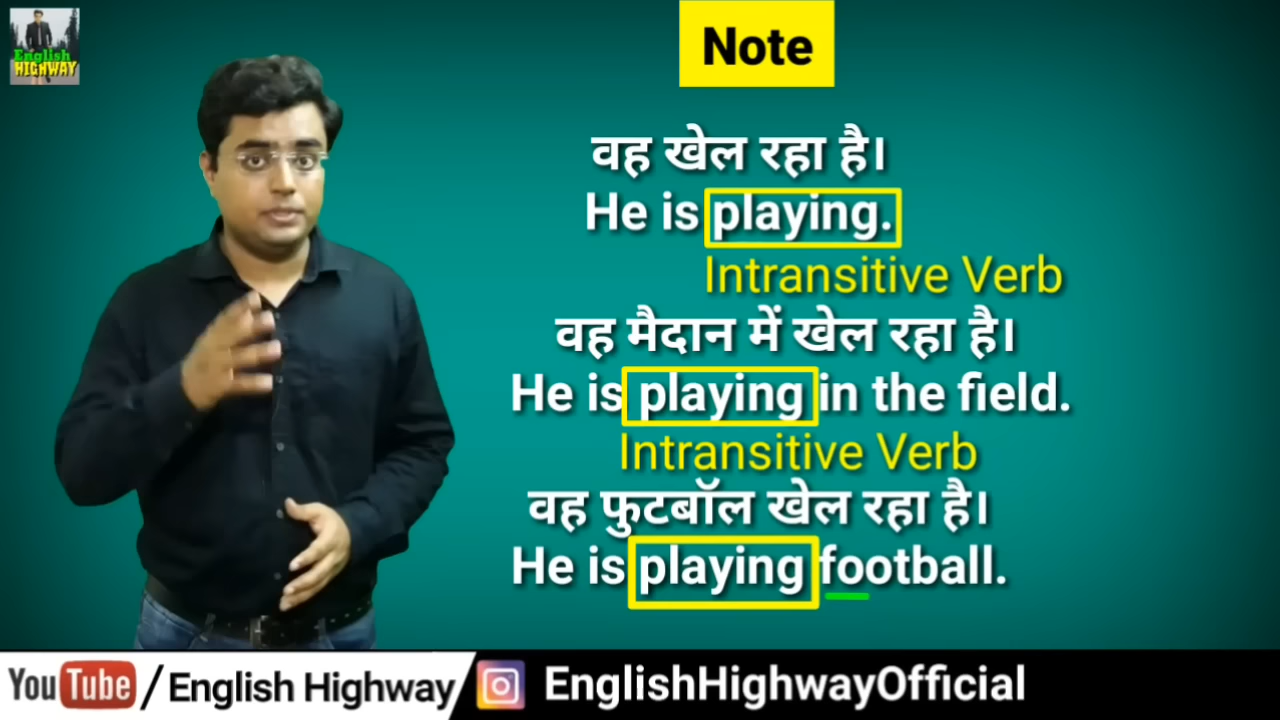 English
HIGHWAY
Note
वह खेल रहा है।
He is playing.
Intransitive Verb
वह मैदान में खेल रहा है।
He is playing in the field.
Intransitive Verb
वह फुटबॉल खेल रहा है।
He is playing football.
YouTube / English Highway
EnglishHighwayOfficial